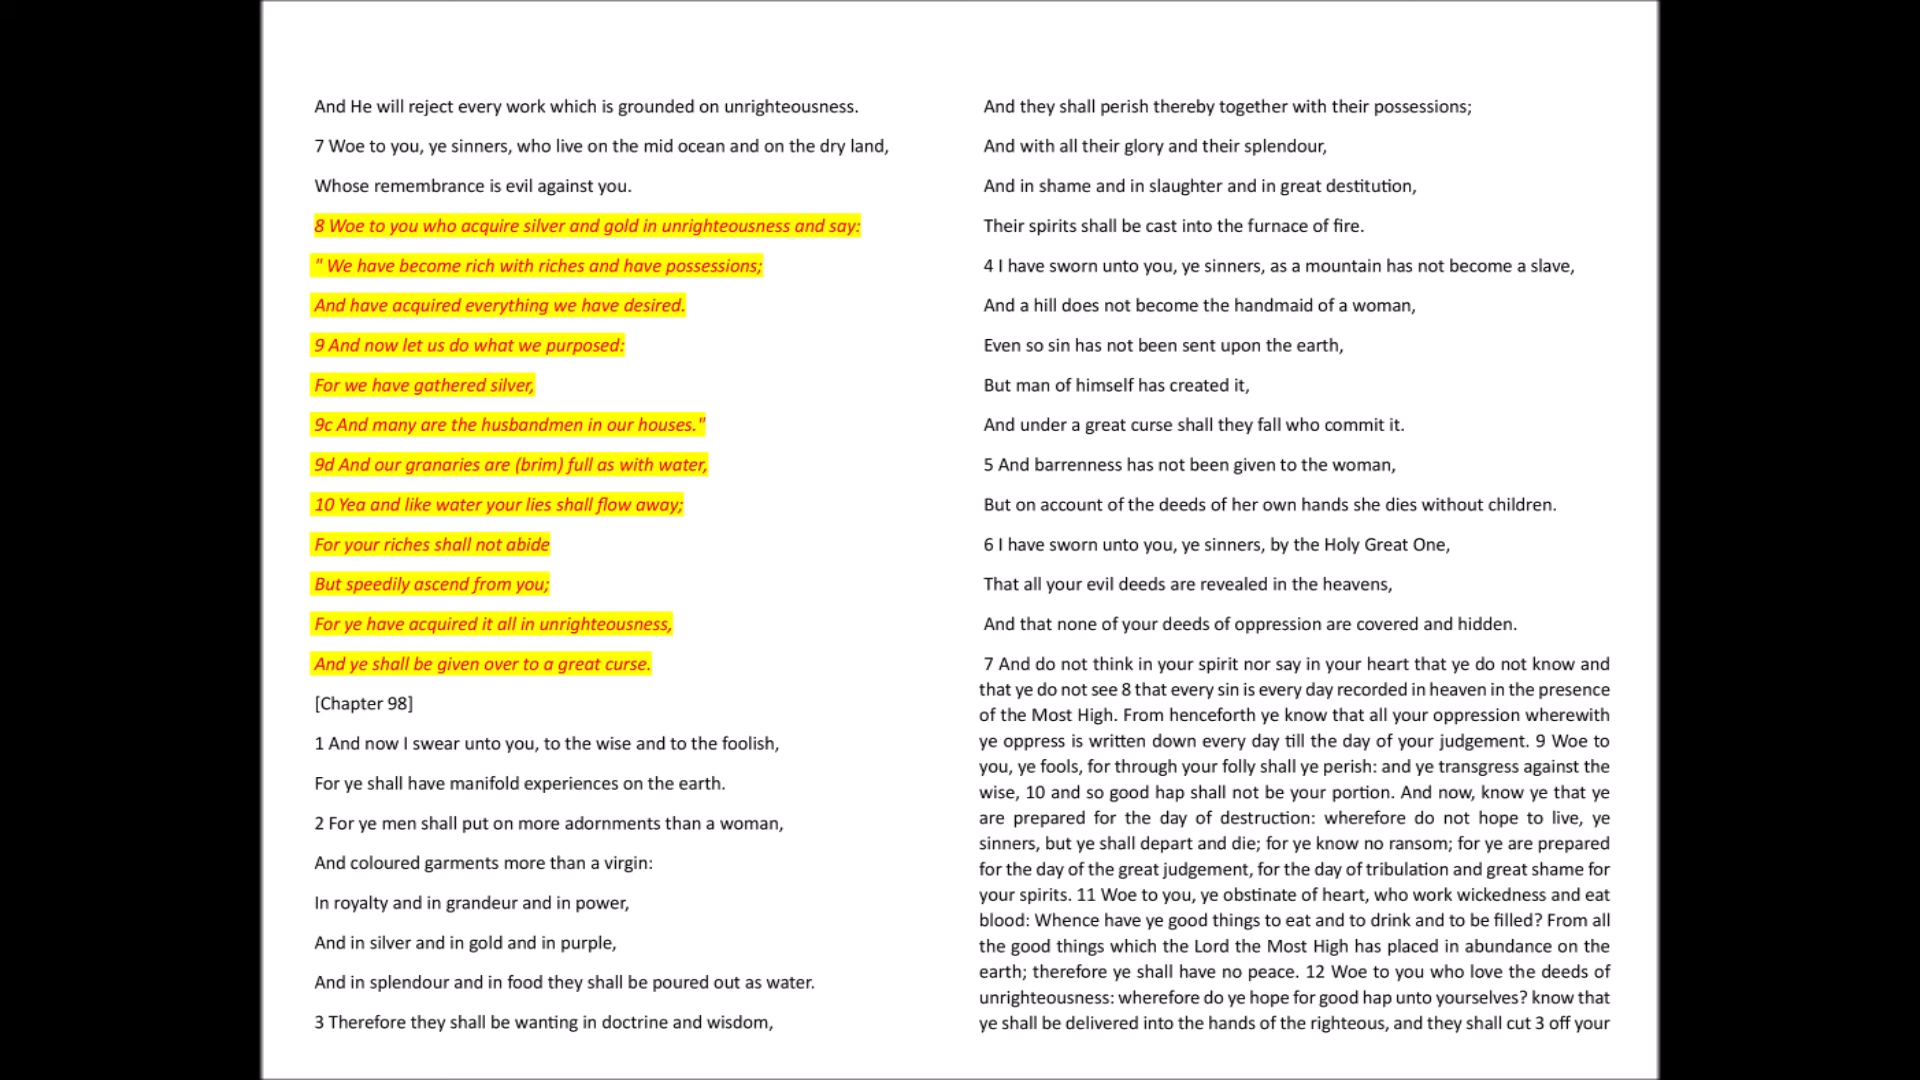 And He will reject every work which is grounded on unrighteousness.
7 Woe to you, ye sinners, who live on the mid ocean and on the dry land,
Whose remembrance is evil against you.
8 Woe to you who acquire silver and gold in unrighteousness and say:
" We have become rich with riches and have possessions;
And have acquired everything we have desired.
9 And now let us do what we purposed:
For we have gathered silver,
9c And many are the husbandmen in our houses."
9d And our granaries are (brim) full as with water,
10 Yea and like water your lies shall flow away;
For your riches shall not abide
But speedily ascend from you;
For ye have acquired it all in unrighteousness,
And ye shall be given over to a great curse.
[Chapter 98]
1 And now I swear unto you, to the wise and to the foolish,
For ye shall have manifold experiences on the earth.
2 For ye men shall put on more adornments than a woman,
And coloured garments more than a virgin:
In royalty and in grandeur and in power,
And in silver and in gold and in purple,
And in splendour and in food they shall be poured out as water.
3 Therefore they shall be wanting in doctrine and wisdom,
And they shall perish thereby together with their possessions;
And with all their glory and their splendour,
And in shame and in slaughter and in great destitution,
Their spirits shall be cast into the furnace of fire.
4 I have sworn unto you, ye sinners, as a mountain has not become a slave,
And a hill does not become the handmaid of a woman,
Even so sin has not been sent upon the earth,
But man of himself has created it,
And under a great curse shall they fall who commit it.
5 And barrenness has not been given to the woman,
But on account of the deeds of her own hands she dies without children.
6 I have sworn unto you, ye sinners, by the Holy Great One,
That all your evil deeds are revealed in the heavens,
And that none of your deeds of oppression are covered and hidden.
7 And do not think in your spirit nor say in your heart that ye do not know and
that ye do not see 8 that every sin is every day recorded in heaven in the presence
of the Most High. From henceforth ye know that all your oppression wherewith
ye oppress is written down every day till the day of your judgement. 9 Woe to
you, ye fools, for through your folly shall ye perish: and ye transgress against the
wise, 10 and so good hap shall not be your portion. And now, know ye that ye
are prepared for the day of destruction: wherefore do not hope to live, ye
sinners, but ye shall depart and die; for ye know no ransom; for ye are prepared
for the day of the great judgement, for the day of tribulation and great shame for
your spirits. 11 Woe to you, ye obstinate of heart, who work wickedness and eat
blood: Whence have ye good things to eat and to drink and to be filled? From all
the good things which the Lord the Most High has placed in abundance on the
earth; therefore ye shall have no peace. 12 Woe to you who love the deeds of
unrighteousness: wherefore do ye hope for good hap unto yourselves? know that
ye shall be delivered into the hands of the righteous, and they shall cut 3 off your